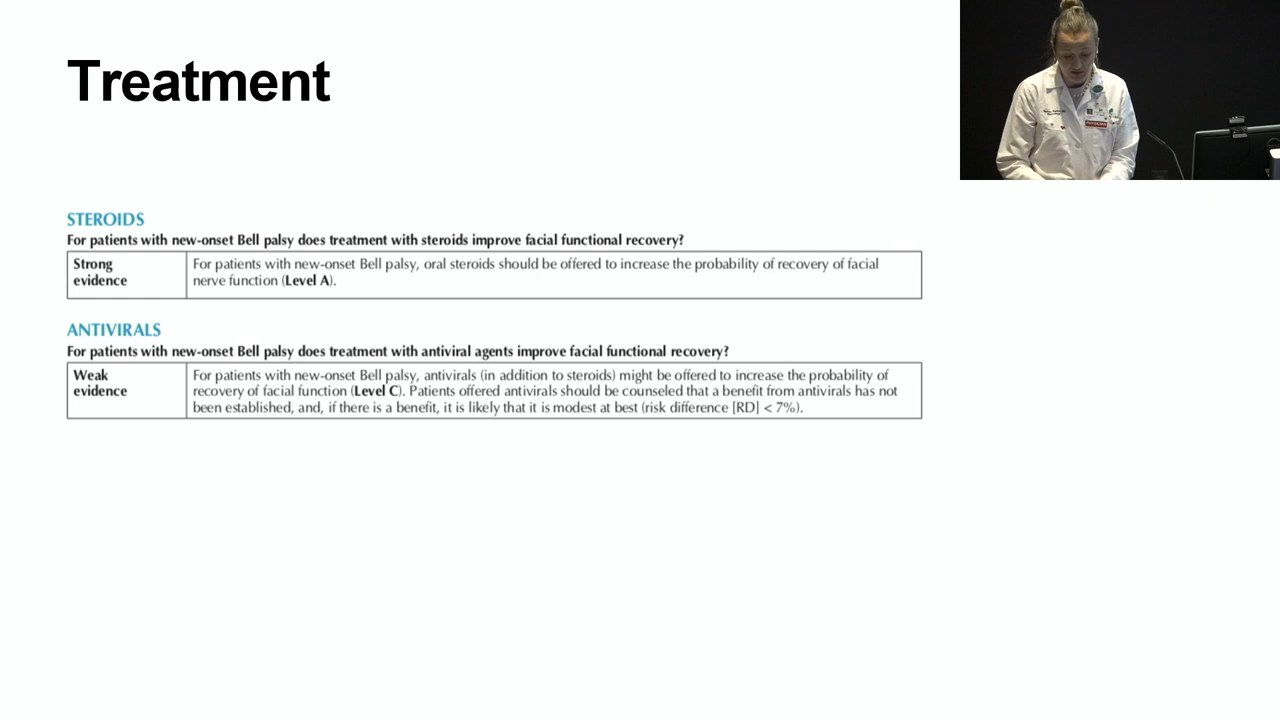 Treatment
STEROIDS
For patients with new-onset Bell palsy does treatment with steroids improve facial functional recovery?
Strong
evidence
For patients with new-onset Bell palsy, oral steroids should be offered to increase the probability of recovery of facial
nerve function (Level A).
ANTIVIRALS
For patients with new-onset Bell palsy does treatment with antiviral agents improve facial functional recovery?
Weak
evidence
For patients with new-onset Bell palsy, antivirals (in addition to steroids) might be offered to increase the probability of
recovery of facial function (Level C). Patients offered antivirals should be counseled that a benefit from antivirals has not
been established, and, if there is a benefit, it is likely that it is modest at best (risk difference [RD] < 7%).